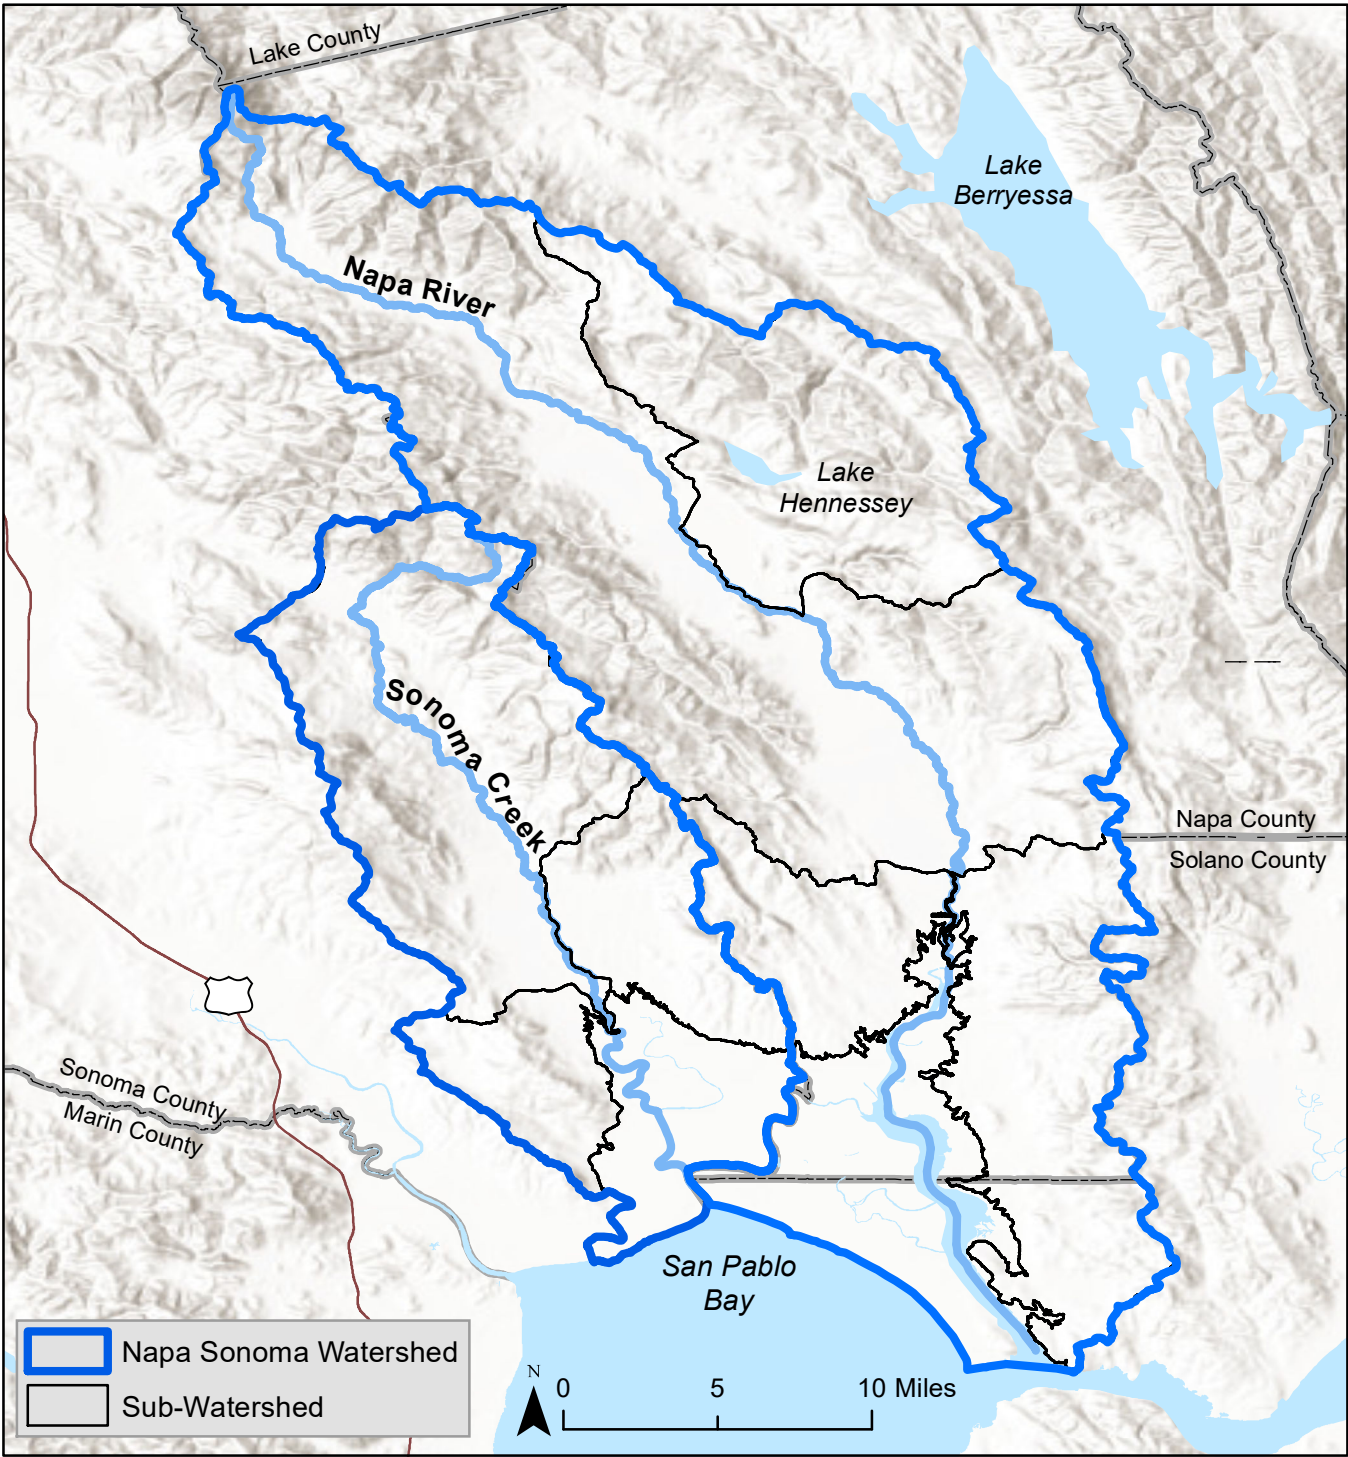 Lake County
Lake
Berryessa
Napa River
Lake
Hennessey
Sonoma Creek
Napa County
Solano County
Sonoma County
Marin County
San Pablo
Bay
Napa Sonoma Watershed
Sub-Watershed
N
0 5 10 Miles